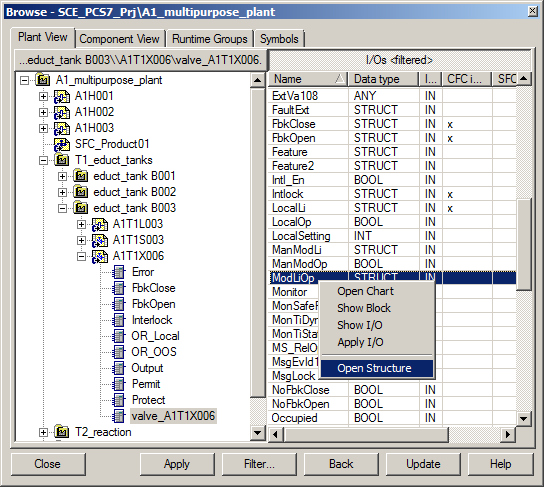 Browse - SCE_PCS7_Prj\A1_multipurpose_plant
Plant View Component View Runtime Groups Symbols
...educt_tank B003\\A1T1X006\valve_A1T1X006. I/Os <filtered>
Name Data type I... CFC i... SFC
A1_multipurpose_plant
A1H001
A1H002
A1H003
SFC_Product01
T1_educt_tanks
educt_tank B001
educt_tank B002
educt_tank B003
A1T1L003
A1T1S003
A1T1X006
Error
FbkClose
FbkOpen
Interlock
OR_Local
OR_OOS
Output
Permit
Protect
valve_A1T1X006
T2_reaction
ExtVa108 ANY IN
FaultExt STRUCT IN
FbkClose STRUCT IN x
FbkOpen STRUCT IN x
Feature STRUCT IN
Feature2 STRUCT IN
Intl_En BOOL IN
Intlock STRUCT IN x
LocalLi STRUCT IN x
LocalOp BOOL IN
LocalSetting INT IN
ManModLi STRUCT IN
ManModOp BOOL IN
ModLiOp STRUCT IN
Monitor
MonSafeP
MonTiDyn
MonTiStat
MS_RelOp
MsgEvId1
MsgLock
NoFbkClose BOOL IN
NoFbkOpen BOOL IN
Occupied BOOL IN
Open Chart
Show Block
Show I/O
Apply I/O
Open Structure
Close Apply Filter... Back Update Help